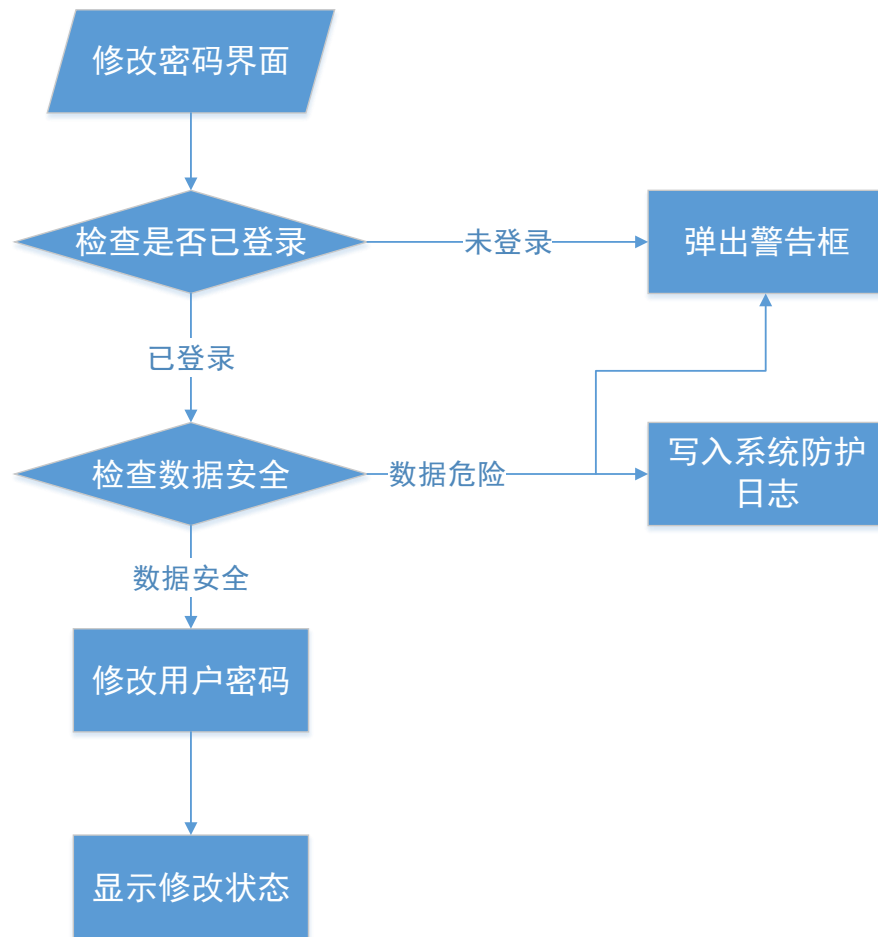 修改密码界面
检查是否已登录
未登录
弹出警告框
已登录
检查数据安全
数据危险
写入系统防护
日志
数据安全
修改用户密码
显示修改状态